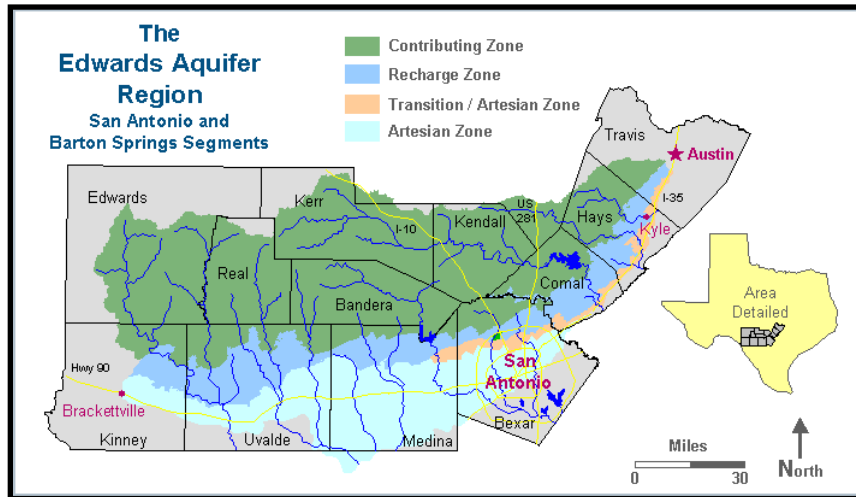 The
Edwards Aquifer
Region
San Antonio and
Barton Springs Segments
Contributing Zone
Recharge Zone
Transition / Artesian Zone
Artesian Zone
Travis
Austin
Edwards
Kerr
US
281
I-35
Hays
Kendall
I-10
Kyle
Real
Comal
Bandera
Area
Detailed
Hwy 90
San
Antonio
Brackettville
Bexar
Kinney
Uvalde
Medina
Miles
0
30
North